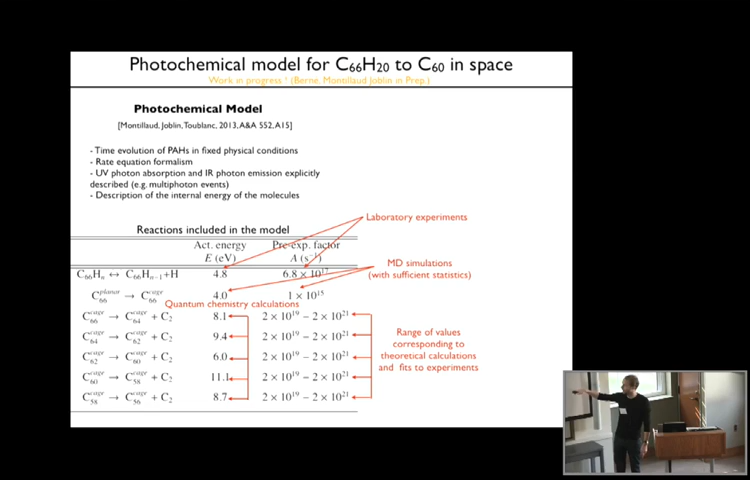 Photochemical model for C₆₆H₂₀ to C₆₀ in space
Work in progress ! (Berné, Montillaud Joblin in Prep.)
Photochemical Model
[Montillaud, Joblin, Toublanc, 2013, A&A 552, A15]
- Time evolution of PAHs in fixed physical conditions
- Rate equation formalism
- UV photon absorption and IR photon emission explicitly
described (e.g. multiphoton events)
- Description of the internal energy of the molecules
Laboratory experiments
Reactions included in the model
Act. energy Pre-exp. factor
E (eV) A (s⁻¹)
MD simulations
(with sufficient statistics)
C₆₆Hₙ ↔ C₆₆Hₙ₋₁+H 4.8 6.8 × 10¹⁷
C₆₆^planar → C₆₆^cage 4.0 1 × 10¹⁵
Quantum chemistry calculations
C₆₆^cage → C₆₄^cage + C₂ 8.1 2 × 10¹⁹ − 2 × 10²¹
C₆₄^cage → C₆₂^cage + C₂ 9.4 2 × 10¹⁹ − 2 × 10²¹
C₆₂^cage → C₆₀^cage + C₂ 6.0 2 × 10¹⁹ − 2 × 10²¹
C₆₀^cage → C₅₈^cage + C₂ 11.1 2 × 10¹⁹ − 2 × 10²¹
C₅₈^cage → C₅₆^cage + C₂ 8.7 2 × 10¹⁹ − 2 × 10²¹
Range of values
corresponding to
theoretical calculations
and fits to experiments